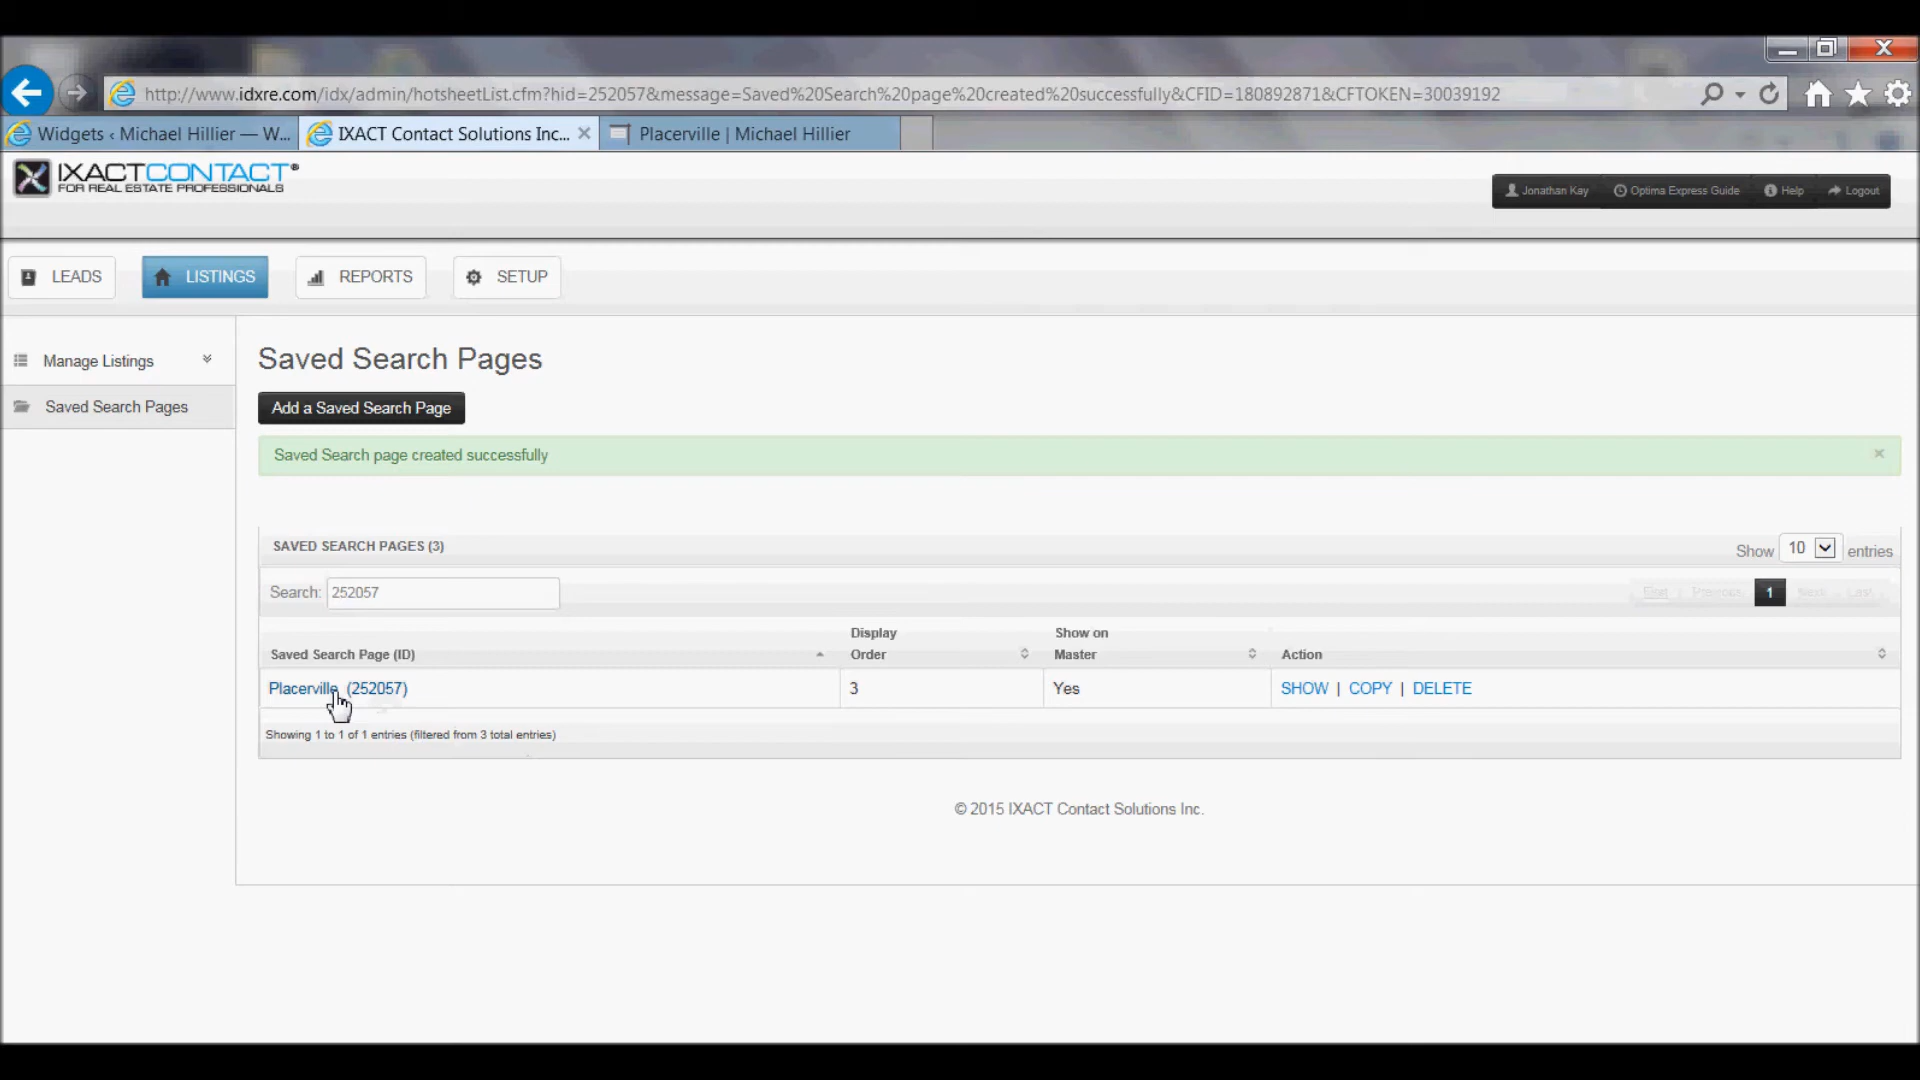 http://www.idxre.com/idx/admin/hotsheetList.cfm?hid=252057&message=Saved%20Search%20page%20created%20successfully&CFID=180892871&CFTOKEN=30039192
Widgets ‹ Michael Hillier — W...
IXACT Contact Solutions Inc...
Placerville | Michael Hillier
IXACTCONTACT®
FOR REAL ESTATE PROFESSIONALS
Jonathan Kay
Optima Express Guide
Help
Logout
LEADS
LISTINGS
REPORTS
SETUP
Manage Listings
Saved Search Pages
Saved Search Pages
Add a Saved Search Page
Saved Search page created successfully
SAVED SEARCH PAGES (3)
Show 10 entries
Search: 252057
First Previous 1 Next Last
Saved Search Page (ID)
Display Order
Show on Master
Action
Placerville (252057)
3
Yes
SHOW | COPY | DELETE
Showing 1 to 1 of 1 entries (filtered from 3 total entries)
© 2015 IXACT Contact Solutions Inc.